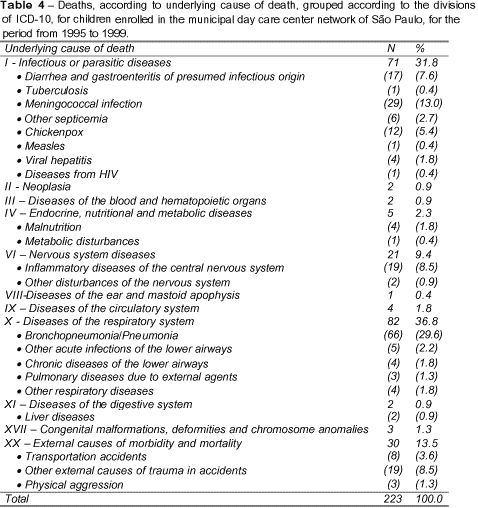 Table 4 – Deaths, according to underlying cause of death, grouped according to the divisions
of ICD-10, for children enrolled in the municipal day care center network of São Paulo, for the
period from 1995 to 1999.
Underlying cause of death N %
I - Infectious or parasitic diseases 71 31.8
• Diarrhea and gastroenteritis of presumed infectious origin (17) (7.6)
• Tuberculosis (1) (0.4)
• Meningococcal infection (29) (13.0)
• Other septicemia (6) (2.7)
• Chickenpox (12) (5.4)
• Measles (1) (0.4)
• Viral hepatitis (4) (1.8)
• Diseases from HIV (1) (0.4)
II - Neoplasia 2 0.9
III – Diseases of the blood and hematopoietic organs 2 0.9
IV – Endocrine, nutritional and metabolic diseases 5 2.3
• Malnutrition (4) (1.8)
• Metabolic disturbances (1) (0.4)
VI – Nervous system diseases 21 9.4
• Inflammatory diseases of the central nervous system (19) (8.5)
• Other disturbances of the nervous system (2) (0.9)
VIII-Diseases of the ear and mastoid apophysis 1 0.4
IX – Diseases of the circulatory system 4 1.8
X - Diseases of the respiratory system 82 36.8
• Bronchopneumonia/Pneumonia (66) (29.6)
• Other acute infections of the lower airways (5) (2.2)
• Chronic diseases of the lower airways (4) (1.8)
• Pulmonary diseases due to external agents (3) (1.3)
• Other respiratory diseases (4) (1.8)
XI – Diseases of the digestive system 2 0.9
• Liver diseases (2) (0.9)
XVII – Congenital malformations, deformities and chromosome anomalies 3 1.3
XX – External causes of morbidity and mortality 30 13.5
• Transportation accidents (8) (3.6)
• Other external causes of trauma in accidents (19) (8.5)
• Physical aggression (3) (1.3)
Total 223 100.0